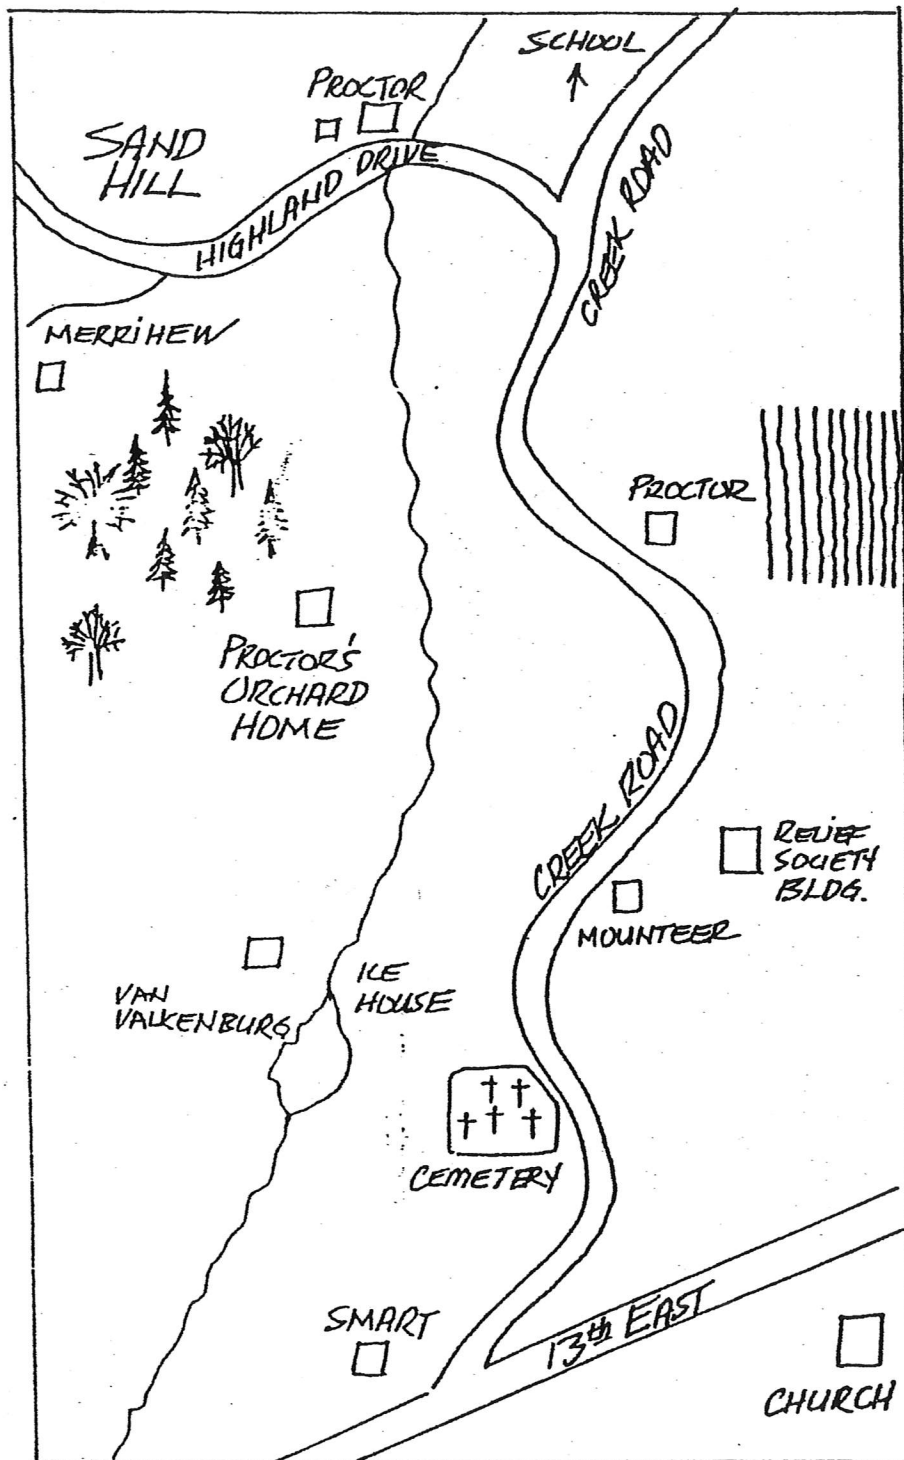 SCHOOL
PROCTOR
SAND
HILL
HIGHLAND DRIVE
CREEK ROAD
MERRIHEW
PROCTOR
PROCTOR'S
ORCHARD
HOME
CREEK ROAD
RELIEF
SOCIETY
BLDG.
MOUNTEER
ICE
HOUSE
VAN
VALKENBURG
CEMETERY
SMART
13th EAST
CHURCH